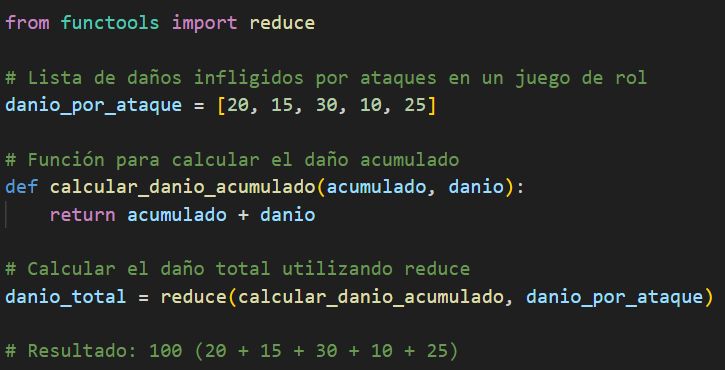 from functools import reduce
# Lista de daños infligidos por ataques en un juego de rol
danio_por_ataque = [20, 15, 30, 10, 25]
# Función para calcular el daño acumulado
def calcular_danio_acumulado(acumulado, danio):
    return acumulado + danio
# Calcular el daño total utilizando reduce
danio_total = reduce(calcular_danio_acumulado, danio_por_ataque)
# Resultado: 100 (20 + 15 + 30 + 10 + 25)